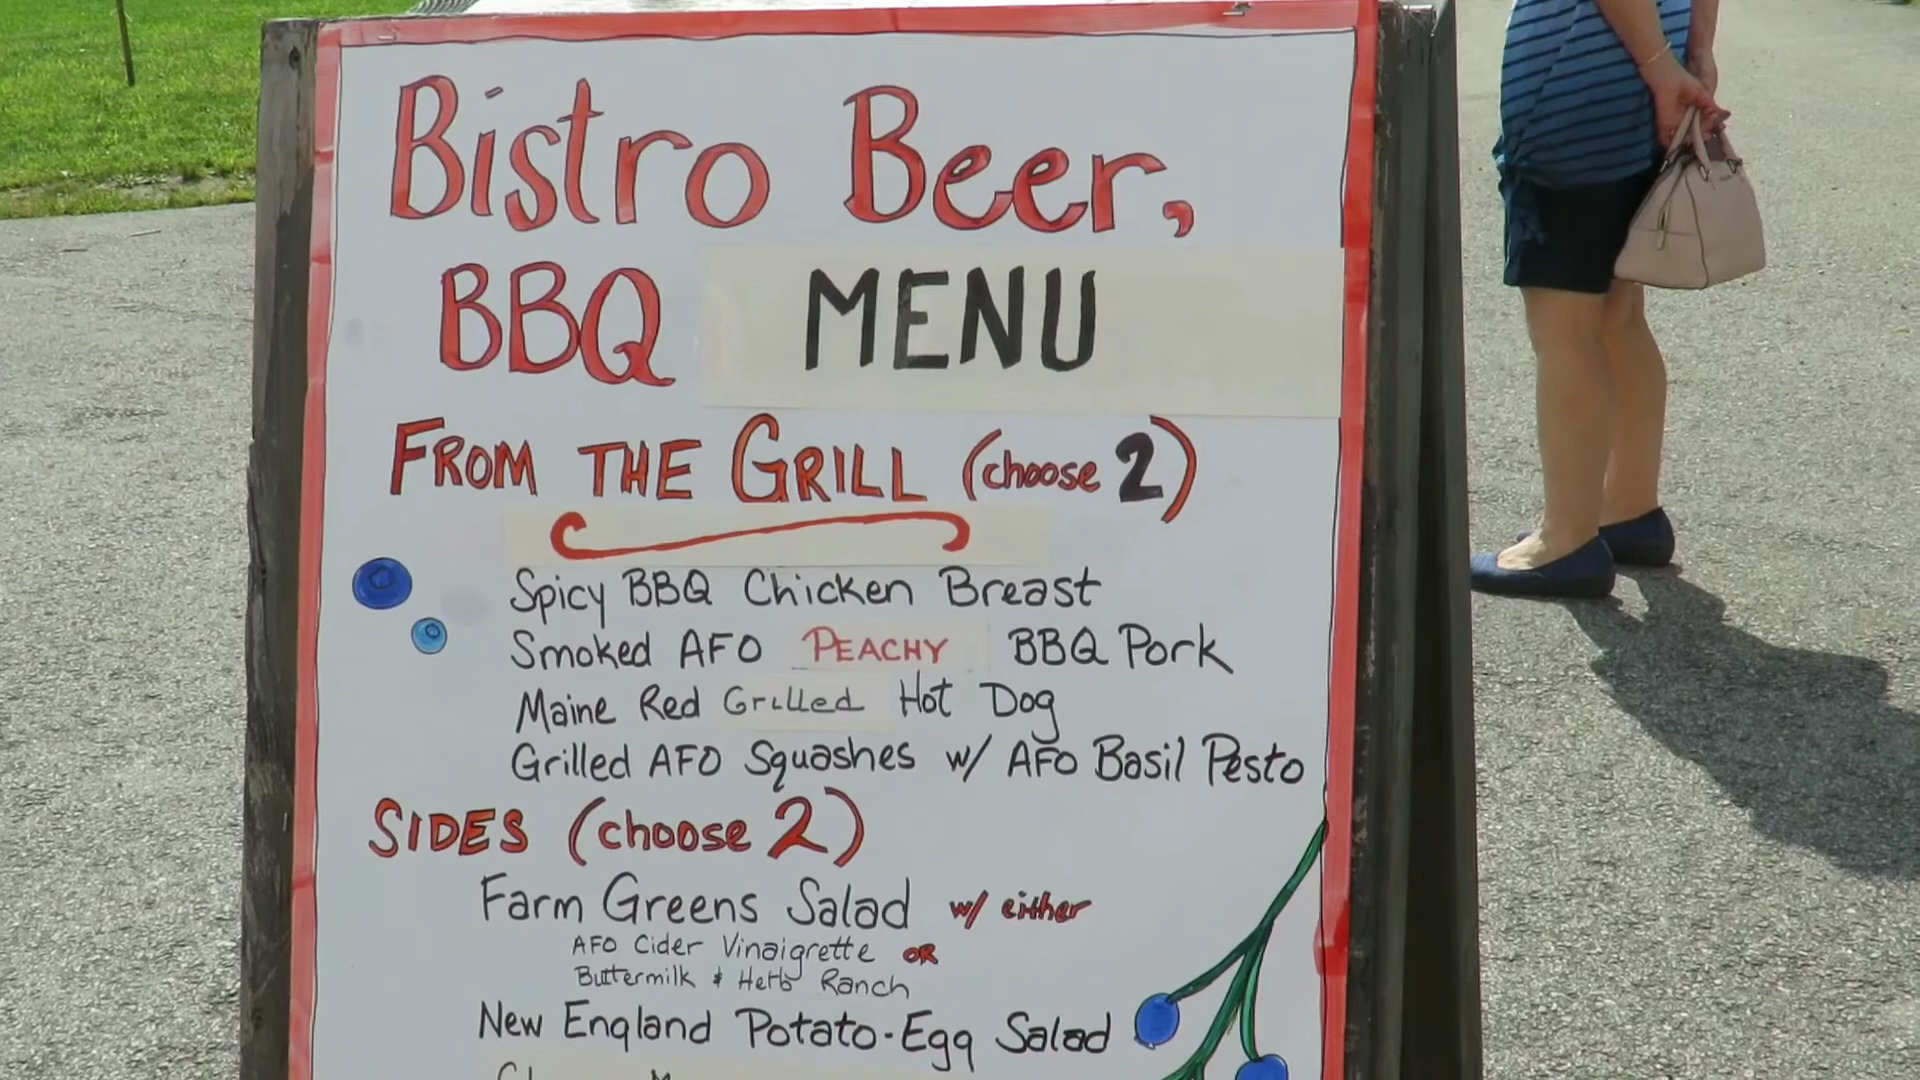 Bistro Beer,
BBQ MENU
FROM THE GRILL (choose 2)
Spicy BBQ Chicken Breast
Smoked AFO PEACHY BBQ Pork
Maine Red Grilled Hot Dog
Grilled AFO Squashes w/ AFO Basil Pesto
SIDES (choose 2)
Farm Greens Salad w/ either
AFO Cider Vinaigrette OR
Buttermilk & Herb Ranch
New England Potato-Egg Salad